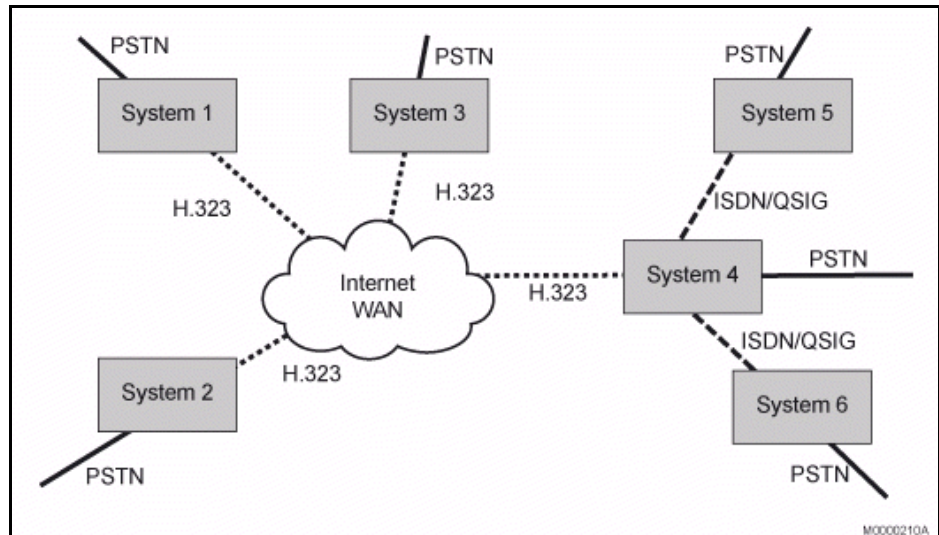 PSTN
PSTN
PSTN
System 1
System 3
System 5
H.323
H.323
ISDN/QSIG
Internet
WAN
H.323
System 4
PSTN
H.323
ISDN/QSIG
System 2
System 6
PSTN
PSTN
M0000210A